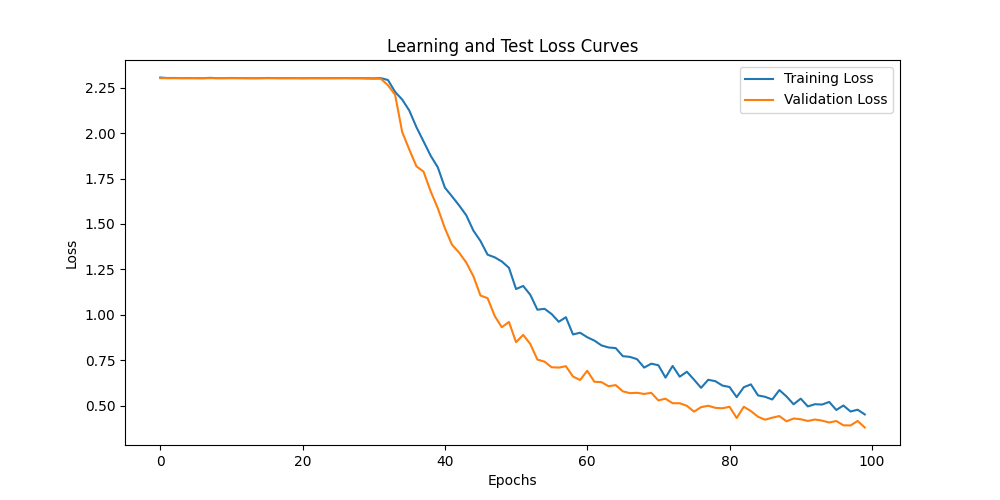 Learning and Test Loss Curves
Training Loss
Validation Loss
2.25
2.00
1.75
1.50
1.25
1.00
0.75
0.50
Loss
0 20 40 60 80 100
Epochs